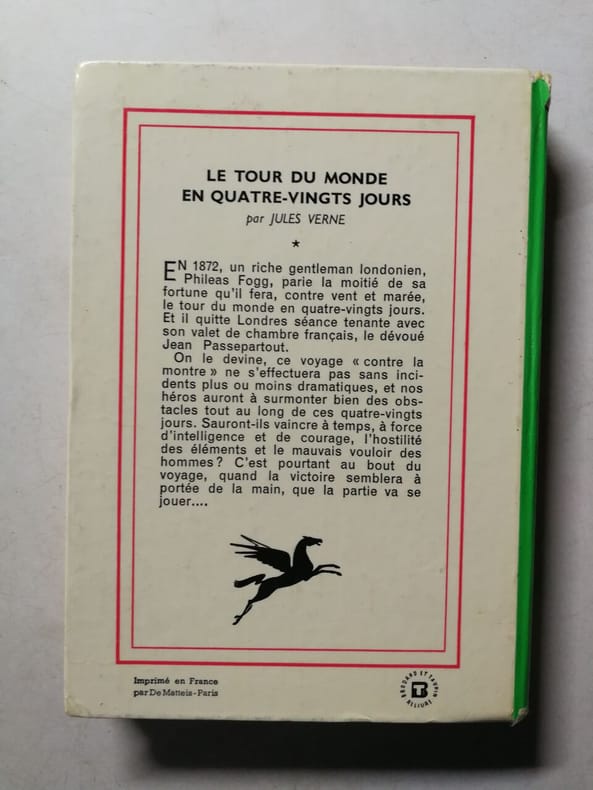 LE TOUR DU MONDE
EN QUATRE-VINGTS JOURS
par JULES VERNE
*
EN 1872, un riche gentleman londonien,
Phileas Fogg, parie la moitié de sa
fortune qu'il fera, contre vent et marée,
le tour du monde en quatre-vingts jours.
Et il quitte Londres séance tenante avec
son valet de chambre français, le dévoué
Jean Passepartout.
On le devine, ce voyage « contre la
montre » ne s'effectuera pas sans inci-
dents plus ou moins dramatiques, et nos
héros auront à surmonter bien des obs-
tacles tout au long de ces quatre-vingts
jours. Sauront-ils vaincre à temps, à force
d'intelligence et de courage, l'hostilité
des éléments et le mauvais vouloir des
hommes? C'est pourtant au bout du
voyage, quand la victoire semblera à
portée de la main, que la partie va se
jouer....
Imprimé en France
par De Matteis-Paris
BRODARD ET TAUPIN
RELIURE